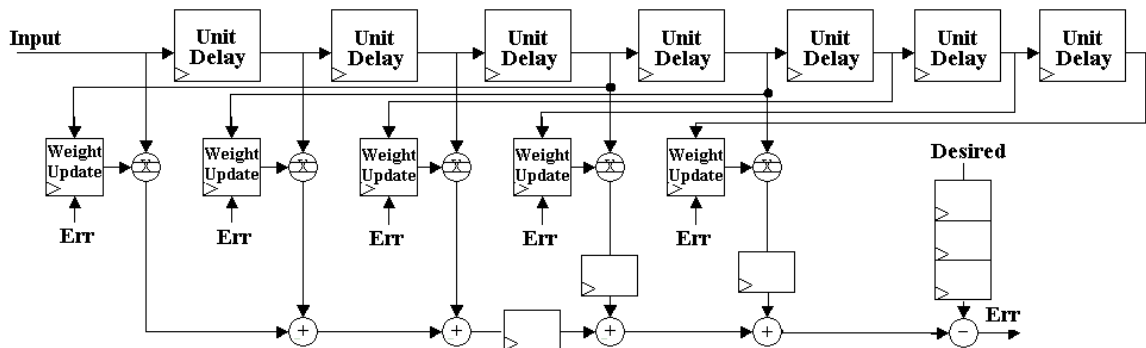 Input
Unit
Delay
Unit
Delay
Unit
Delay
Unit
Delay
Unit
Delay
Unit
Delay
Unit
Delay
Weight
Update
X
Weight
Update
X
Weight
Update
X
Weight
Update
X
Weight
Update
X
Desired
Err
Err
Err
Err
Err
+
+
+
+
−
Err